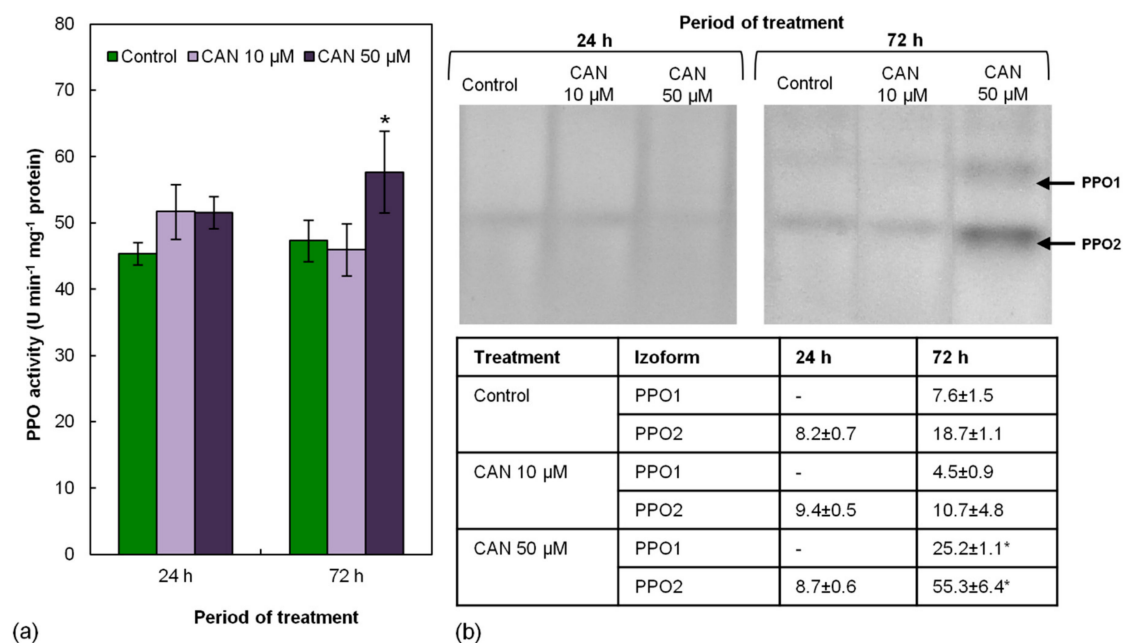 80
70
60
50
40
30
20
10
0
PPO activity (U min-1 mg-1 protein)
Control CAN 10 µM CAN 50 µM
*
24 h 72 h
Period of treatment
(a)
Period of treatment
24 h 72 h
Control CAN 10 µM CAN 50 µM Control CAN 10 µM CAN 50 µM
PPO1
PPO2
Treatment Izoform 24 h 72 h
Control PPO1 - 7.6±1.5
PPO2 8.2±0.7 18.7±1.1
CAN 10 µM PPO1 - 4.5±0.9
PPO2 9.4±0.5 10.7±4.8
CAN 50 µM PPO1 - 25.2±1.1*
PPO2 8.7±0.6 55.3±6.4*
(b)